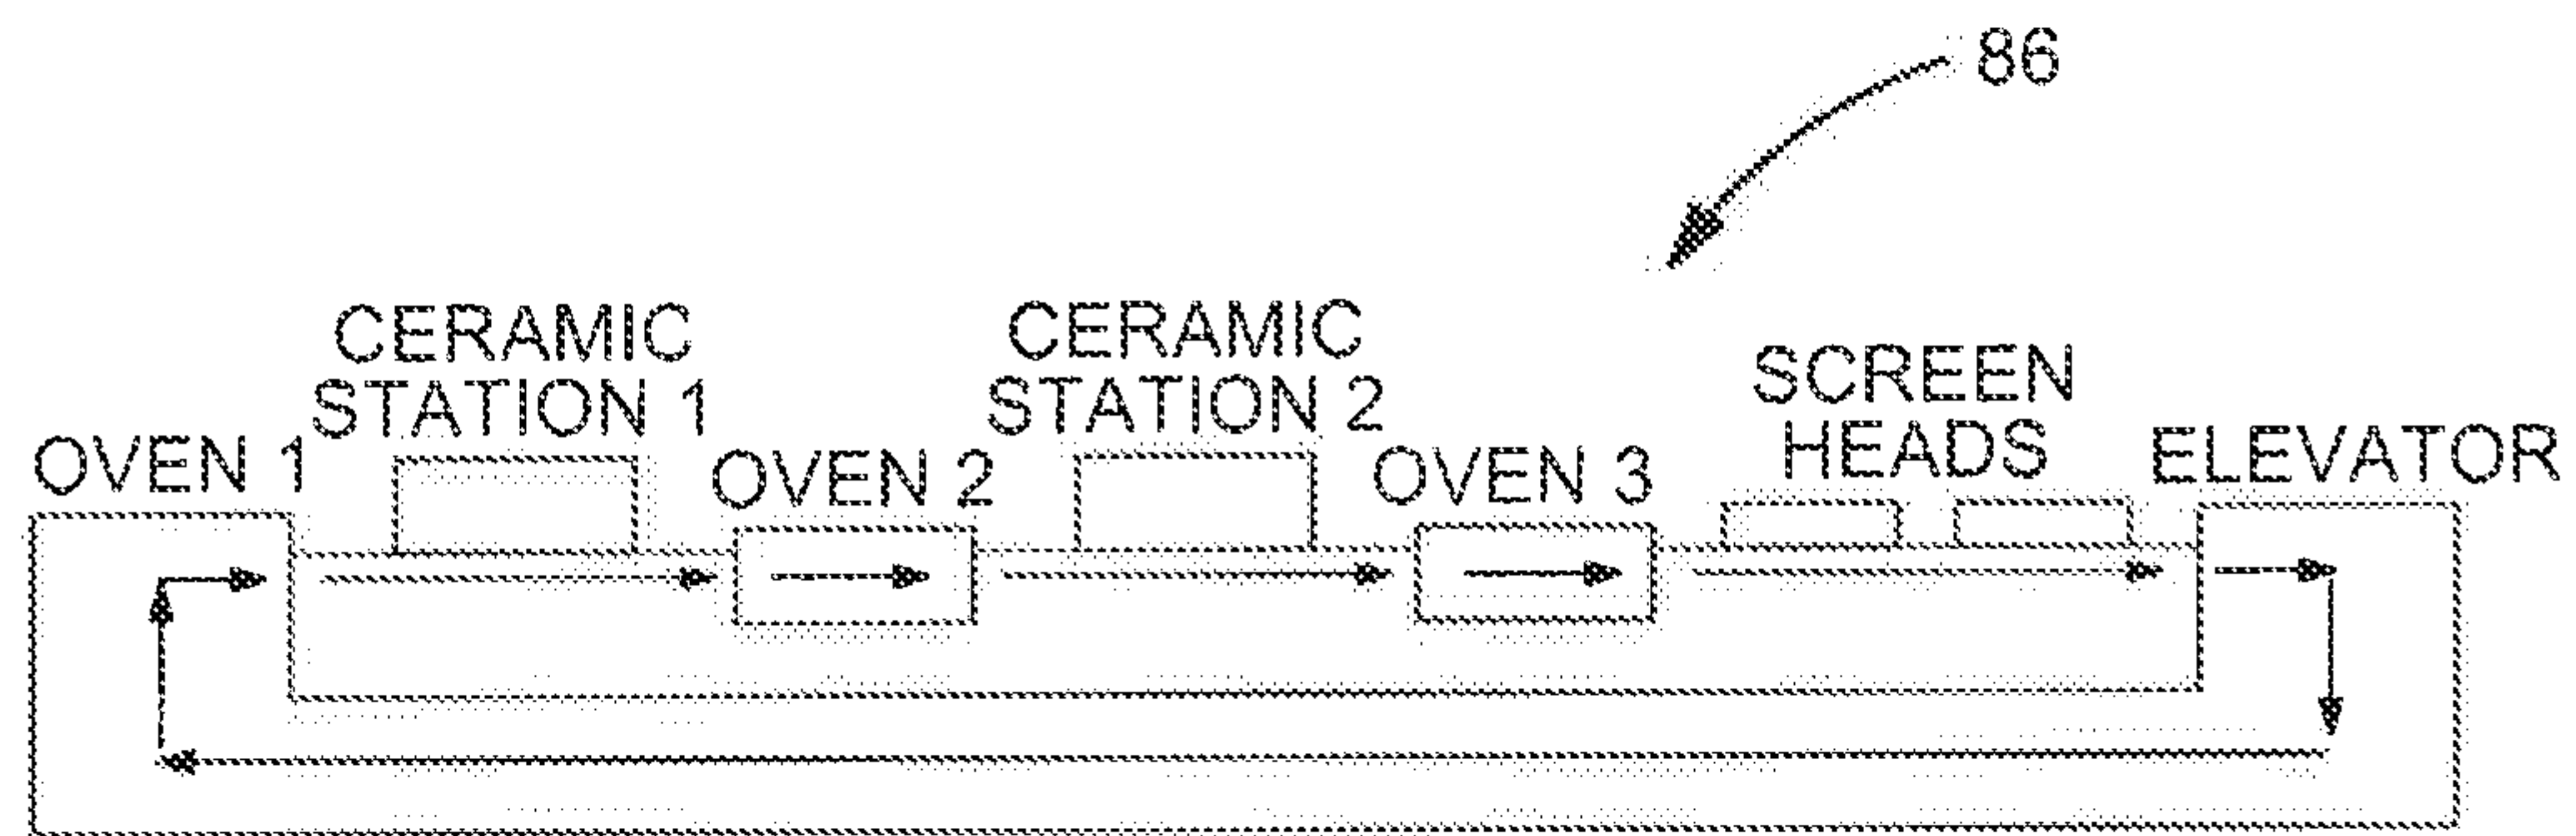 86
CERAMIC
STATION 1
CERAMIC
STATION 2
SCREEN
HEADS
OVEN 1
OVEN 2
OVEN 3
ELEVATOR